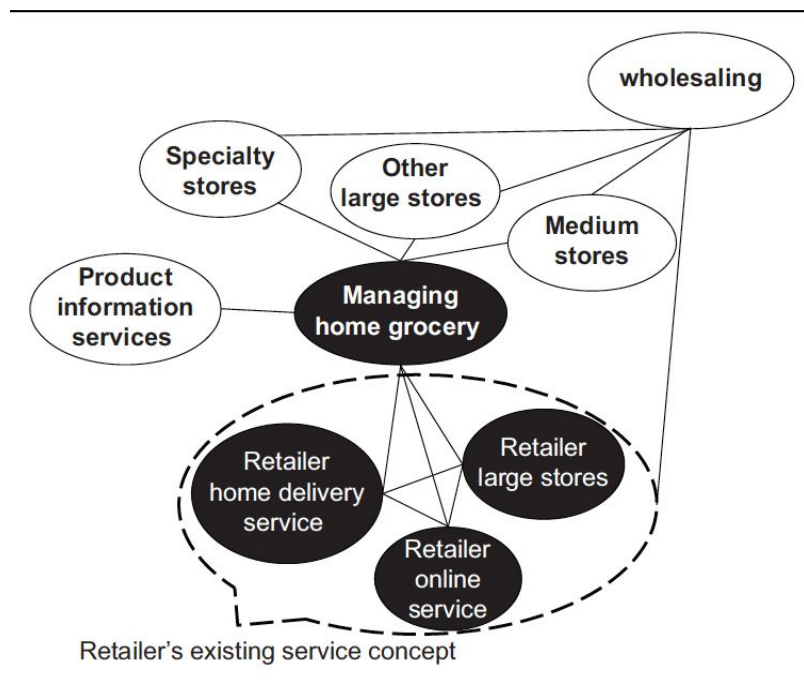 wholesaling
Specialty
stores
Other
large stores
Medium
stores
Product
information
services
Managing
home grocery
Retailer
home delivery
service
Retailer
large stores
Retailer
online
service
Retailer's existing service concept